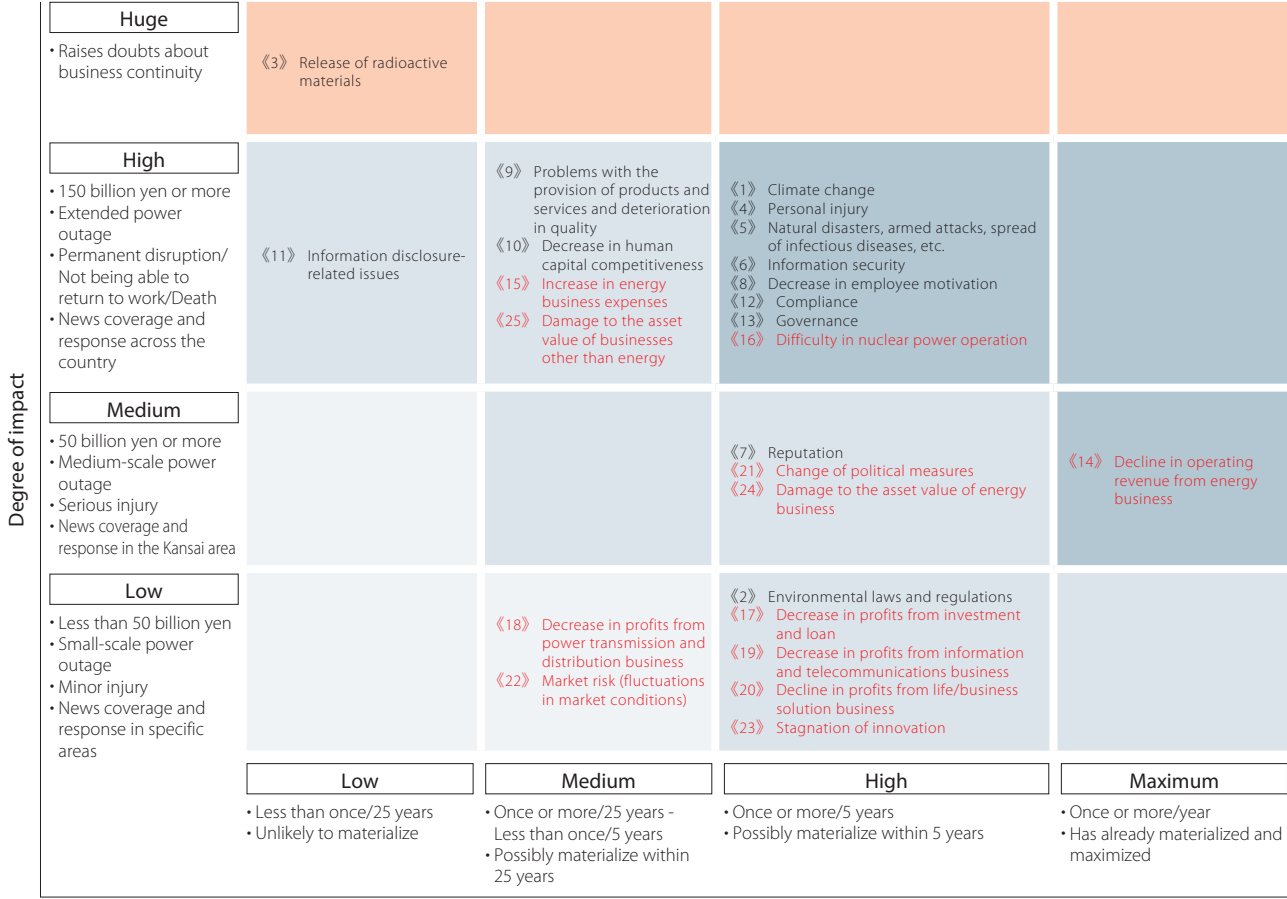 Degree of impact
Huge
• Raises doubts about
business continuity
《3》 Release of radioactive
materials
High
• 150 billion yen or more
• Extended power
outage
• Permanent disruption/
Not being able to
return to work/Death
• News coverage and
response across the
country
《11》 Information disclosure-
related issues
《9》 Problems with the
provision of products and
services and deterioration
in quality
《10》 Decrease in human
capital competitiveness
《15》 Increase in energy
business expenses
《25》 Damage to the asset
value of businesses
other than energy
《1》 Climate change
《4》 Personal injury
《5》 Natural disasters, armed attacks, spread
of infectious diseases, etc.
《6》 Information security
《8》 Decrease in employee motivation
《12》 Compliance
《13》 Governance
《16》 Difficulty in nuclear power operation
Medium
• 50 billion yen or more
• Medium-scale power
outage
• Serious injury
• News coverage and
response in the Kansai area
《7》 Reputation
《21》 Change of political measures
《24》 Damage to the asset value of energy
business
《14》 Decline in operating
revenue from energy
business
Low
• Less than 50 billion yen
• Small-scale power
outage
• Minor injury
• News coverage and
response in specific
areas
《18》 Decrease in profits from
power transmission and
distribution business
《22》 Market risk (fluctuations
in market conditions)
《2》 Environmental laws and regulations
《17》 Decrease in profits from investment
and loan
《19》 Decrease in profits from information
and telecommunications business
《20》 Decline in profits from life/business
solution business
《23》 Stagnation of innovation
Low
• Less than once/25 years
• Unlikely to materialize
Medium
• Once or more/25 years -
Less than once/5 years
• Possibly materialize within
25 years
High
• Once or more/5 years
• Possibly materialize within 5 years
Maximum
• Once or more/year
• Has already materialized and
maximized